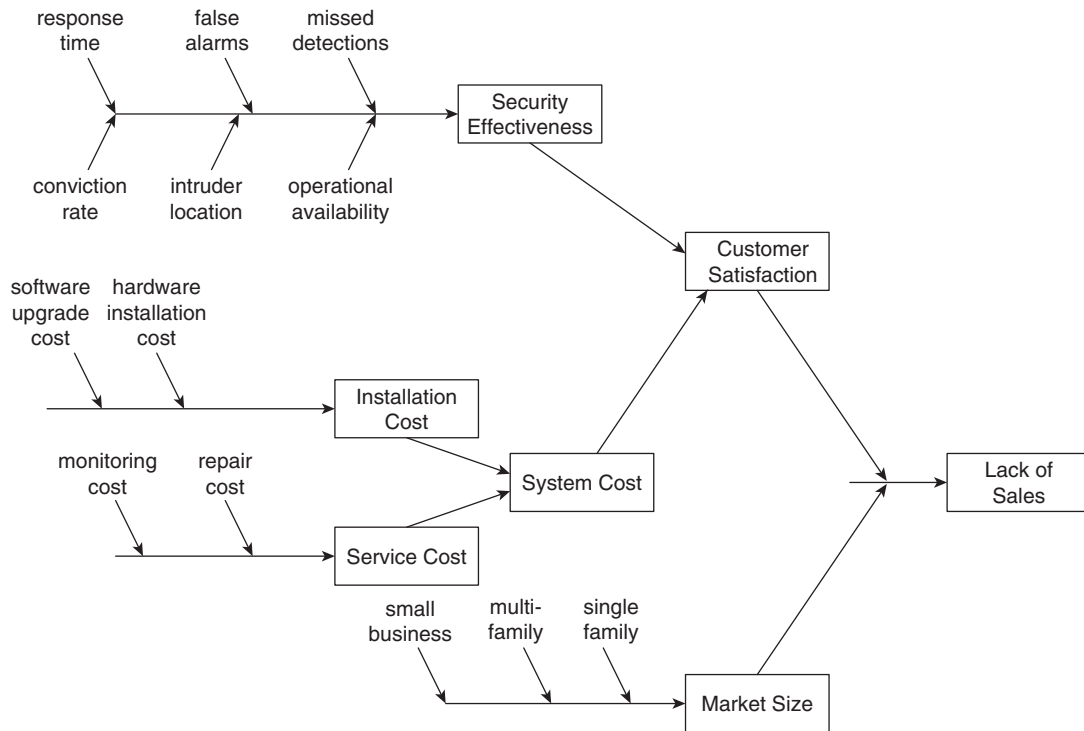 response
time
false
alarms
missed
detections
Security
Effectiveness
conviction
rate
intruder
location
operational
availability
Customer
Satisfaction
software
upgrade
cost
hardware
installation
cost
Installation
Cost
monitoring
cost
repair
cost
System Cost
Lack of
Sales
Service Cost
small
business
multi-
family
single
family
Market Size